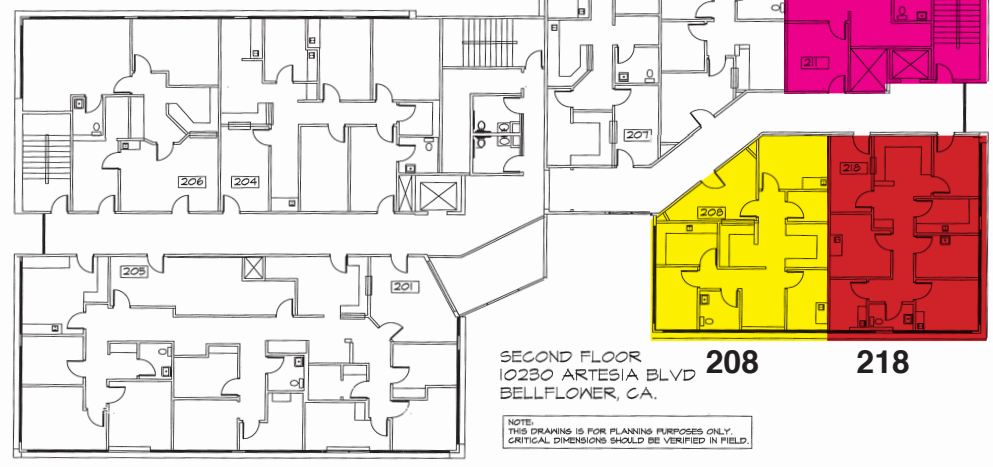 211
207
206
204
208
218
205
201
SECOND FLOOR
10230 ARTESIA BLVD
BELLFLOWER, CA.
208
218
NOTE:
THIS DRAWING IS FOR PLANNING PURPOSES ONLY.
CRITICAL DIMENSIONS SHOULD BE VERIFIED IN FIELD.